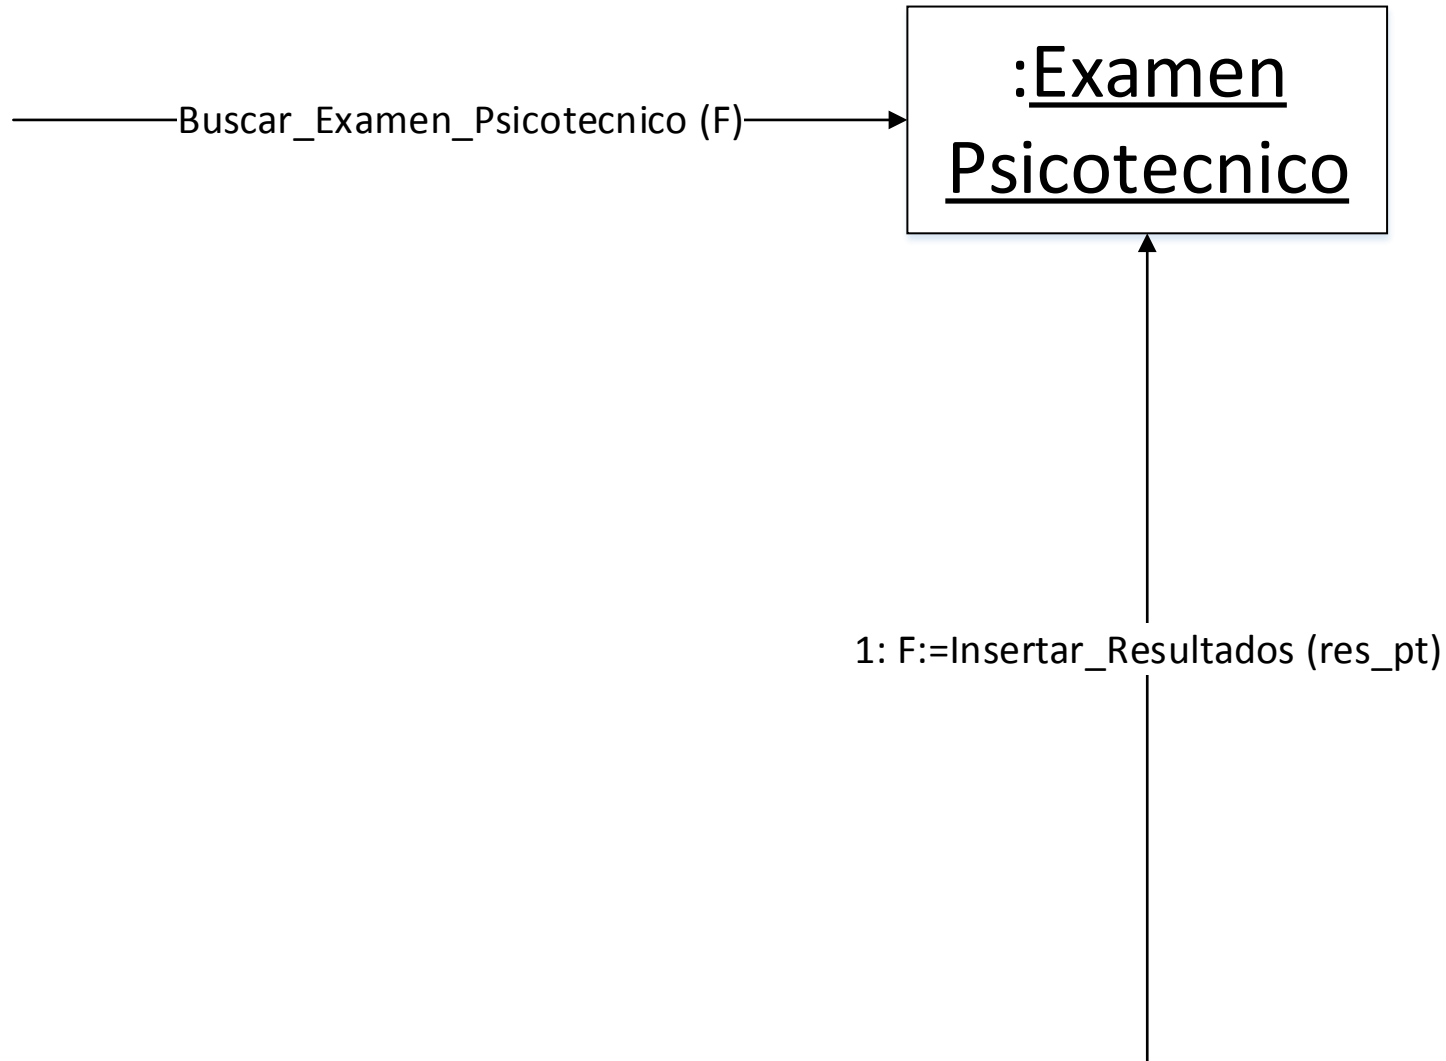 :Examen
Psicotecnico
Buscar_Examen_Psicotecnico (F)
1: F:=Insertar_Resultados (res_pt)